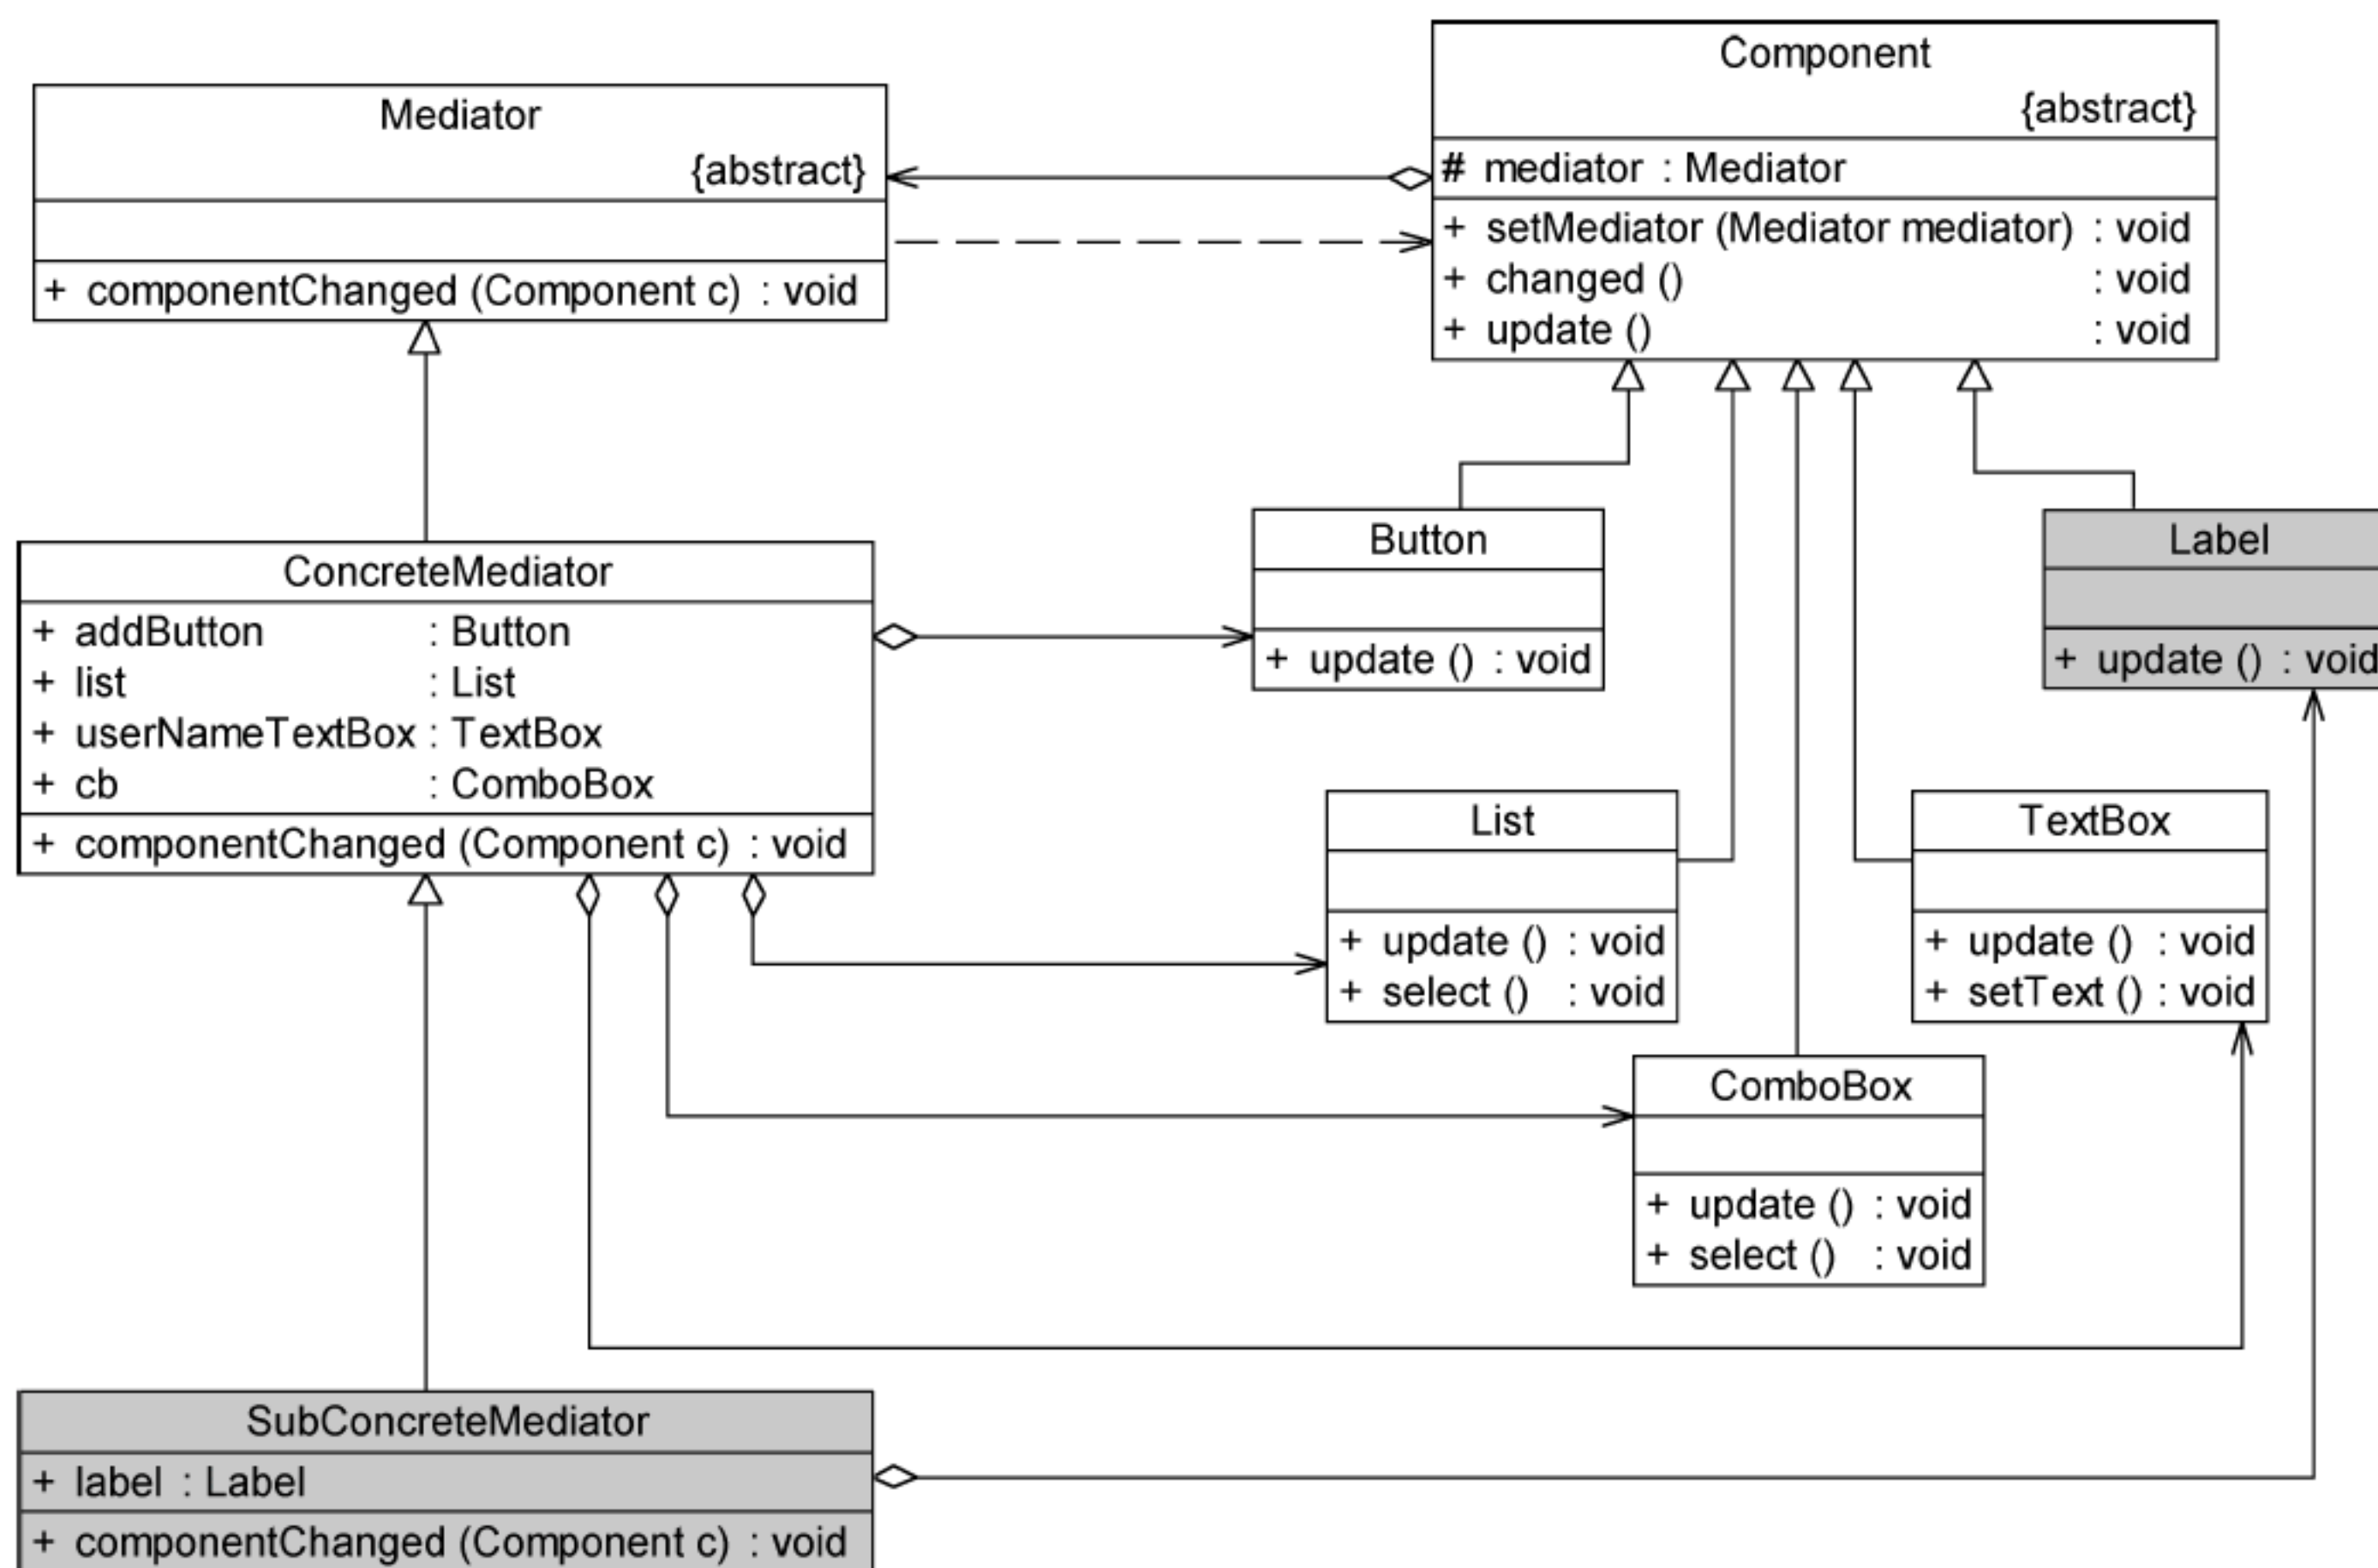 Mediator
{abstract}
+ componentChanged (Component c) : void
Component
{abstract}
# mediator : Mediator
+ setMediator (Mediator mediator) : void
+ changed () : void
+ update () : void
ConcreteMediator
+ addButton : Button
+ list : List
+ userNameTextBox : TextBox
+ cb : ComboBox
+ componentChanged (Component c) : void
Button
+ update () : void
Label
+ update () : void
List
+ update () : void
+ select () : void
TextBox
+ update () : void
+ setText () : void
ComboBox
+ update () : void
+ select () : void
SubConcreteMediator
+ label : Label
+ componentChanged (Component c) : void